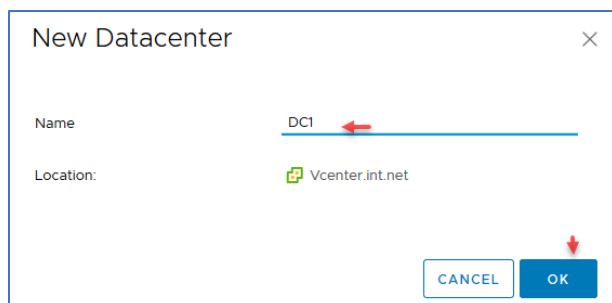 New Datacenter
Name DC1
Location: Vcenter.int.net
CANCEL OK